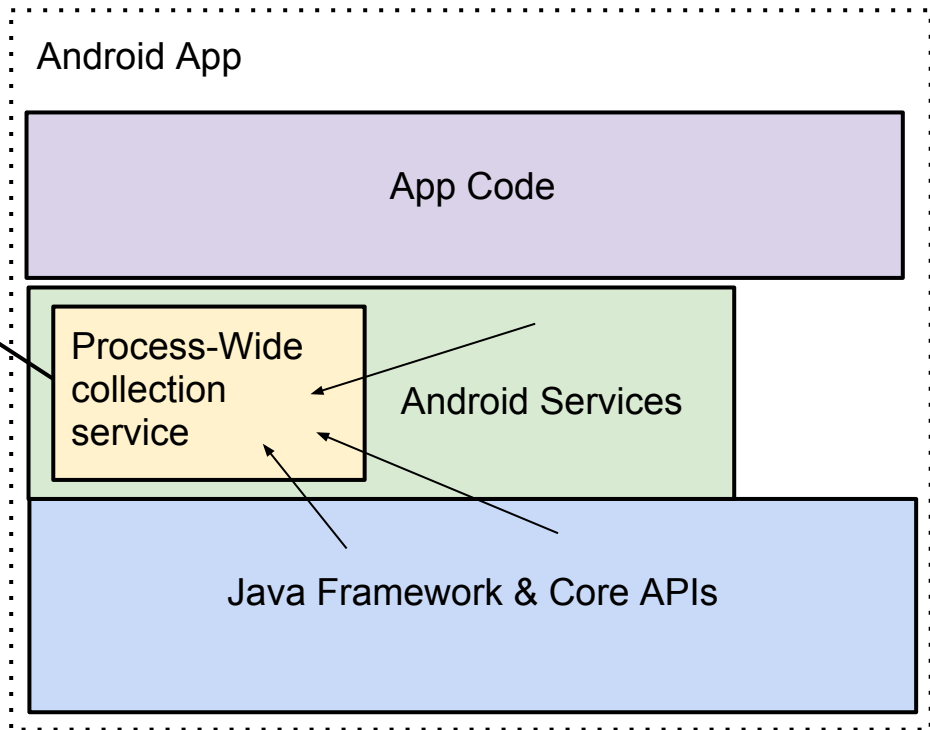 Android App
App Code
Process-Wide
collection
service
Android Services
Java Framework & Core APIs